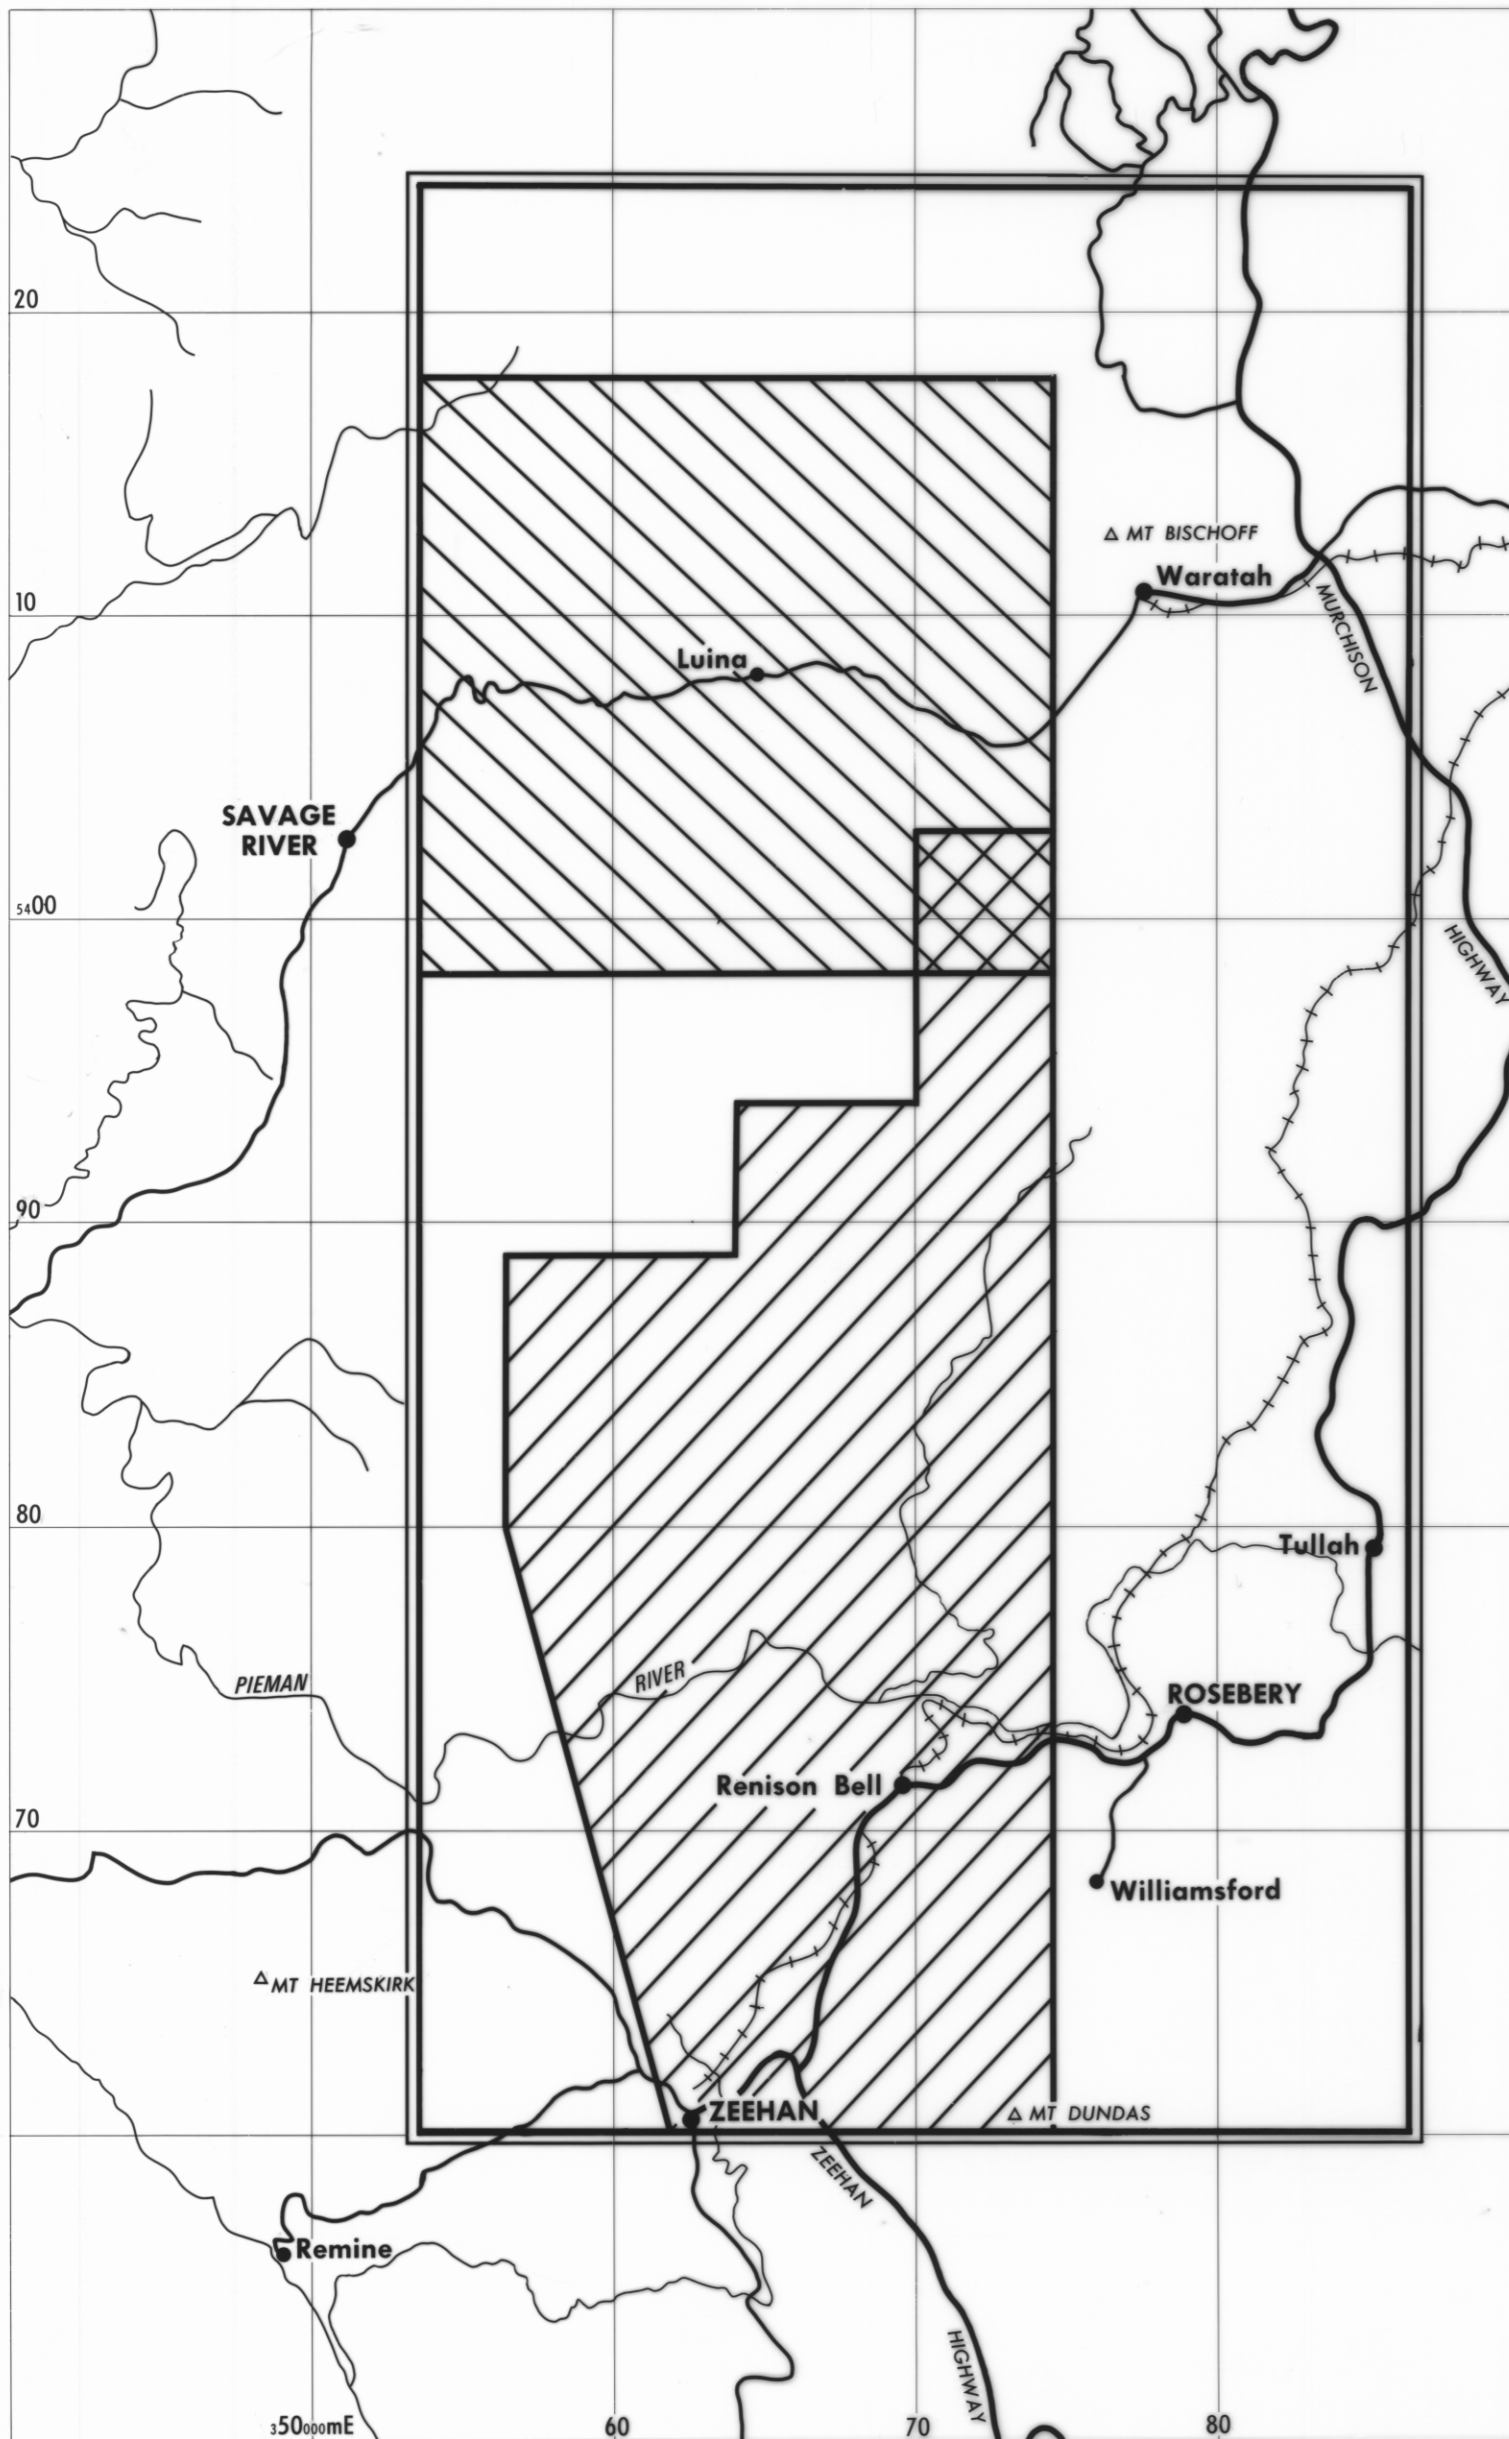 20
△ MT BISCHOFF
Waratah
10
MURCHISON
Luina
SAVAGE
RIVER
5400
HIGHWAY
90
80
Tullah
RIVER
PIEMAN
ROSEBERY
Renison Bell
70
Williamsford
△ MT HEEMSKIRK
ZEEHAN
△ MT DUNDAS
ZEEHAN
Remine
HIGHWAY
350000mE
60
70
80